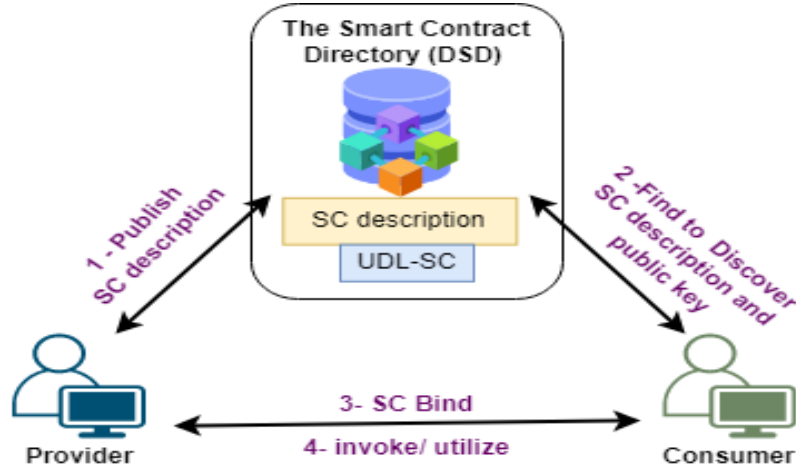 The Smart Contract
Directory (DSD)
SC description
UDL-SC
1 - Publish
SC description
2 -Find to Discover
SC description and
public key
3- SC Bind
4- invoke/ utilize
Provider
Consumer